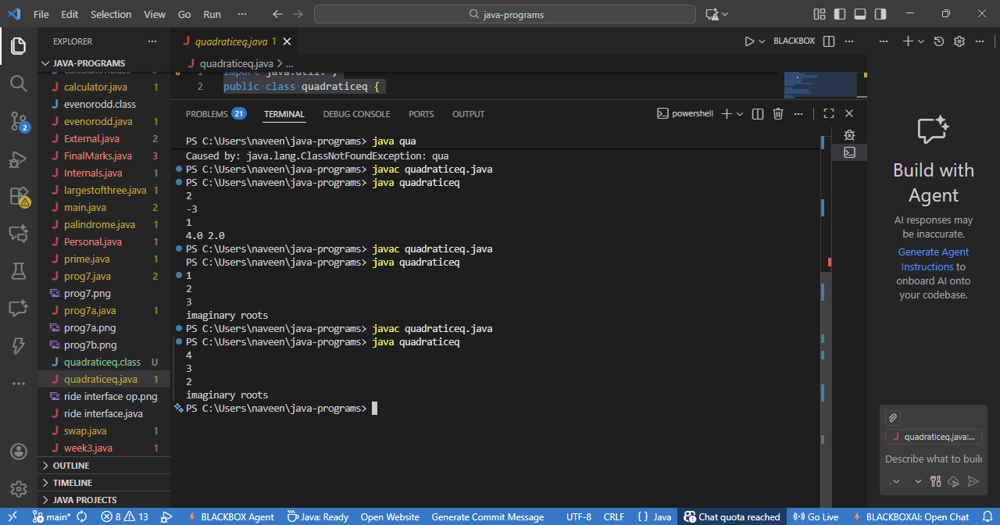 File Edit Selection View Go Run ··· java-programs
EXPLORER ···
JAVA-PROGRAMS
calculator.class
calculator.java 1
evenorodd.class
evenorodd.java 1
External.java 2
FinalMarks.java 3
Internals.java 1
largestofthree.java 1
main.java 2
palindrome.java 1
Personal.java 1
prime.java 1
prog7.java 2
prog7.png
prog7a.java 1
prog7a.png
prog7b.png
quadraticeq.class U
quadraticeq.java 1
ride interface op.png
ride interface.java
swap.java 1
week3.java 1
OUTLINE
TIMELINE
JAVA PROJECTS
2
quadraticeq.java 1
BLACKBOX
quadraticeq.java > ...
1 import java.util.*;
2 public class quadraticeq {
PROBLEMS 21 TERMINAL DEBUG CONSOLE PORTS OUTPUT powershell
PS C:\Users\naveen\java-programs> java qua
Caused by: java.lang.ClassNotFoundException: qua
PS C:\Users\naveen\java-programs> javac quadraticeq.java
PS C:\Users\naveen\java-programs> java quadraticeq
2
-3
1
4.0 2.0
PS C:\Users\naveen\java-programs> javac quadraticeq.java
PS C:\Users\naveen\java-programs> java quadraticeq
1
2
3
imaginary roots
PS C:\Users\naveen\java-programs> javac quadraticeq.java
PS C:\Users\naveen\java-programs> java quadraticeq
4
3
2
imaginary roots
PS C:\Users\naveen\java-programs>
Build with
Agent
AI responses may
be inaccurate.
Generate Agent
Instructions to
onboard AI onto
your codebase.
quadraticeq.java:...
Describe what to build
main* 8 13 BLACKBOX Agent Java: Ready Open Website Generate Commit Message UTF-8 CRLF { } Java Chat quota reached Go Live BLACKBOXAI: Open Chat